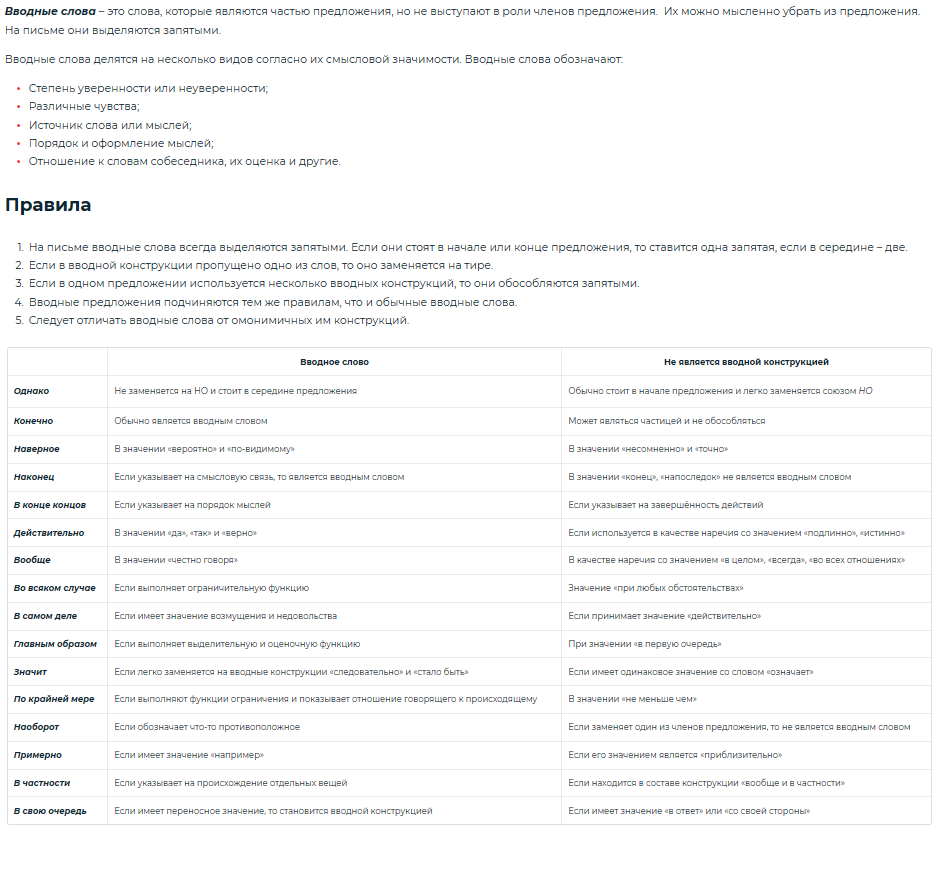 Вводные слова – это слова, которые являются частью предложения, но не выступают в роли членов предложения. Их можно мысленно убрать из предложения.
На письме они выделяются запятыми.
Вводные слова делятся на несколько видов согласно их смысловой значимости. Вводные слова обозначают:
• Степень уверенности или неуверенности;
• Различные чувства;
• Источник слова или мыслей;
• Порядок и оформление мыслей;
• Отношение к словам собеседника, их оценка и другие.
Правила
1. На письме вводные слова всегда выделяются запятыми. Если они стоят в начале или конце предложения, то ставится одна запятая, если в середине – две.
2. Если в вводной конструкции пропущено одно из слов, то оно заменяется на тире.
3. Если в одном предложении используется несколько вводных конструкций, то они обособляются запятыми.
4. Вводные предложения подчиняются тем же правилам, что и обычные вводные слова.
5. Следует отличать вводные слова от омонимичных им конструкций.
Вводное слово Не является вводной конструкцией
Однако Не заменяется на НО и стоит в середине предложения Обычно стоит в начале предложения и легко заменяется союзом НО
Конечно Обычно является вводным словом Может являться частицей и не обособляться
Наверное В значении «вероятно» и «по-видимому» В значении «несомненно» и «точно»
Наконец Если указывает на смысловую связь, то является вводным словом В значении «конец», «напоследок» не является вводным словом
В конце концов Если указывает на порядок мыслей Если указывает на завершённость действий
Действительно В значении «да», «так» и «верно» Если используется в качестве наречия со значением «подлинно», «истинно»
Вообще В значении «честно говоря» В качестве наречия со значением «в целом», «всегда», «во всех отношениях»
Во всяком случае Если выполняет ограничительную функцию Значение «при любых обстоятельствах»
В самом деле Если имеет значение возмущения и недовольства Если принимает значение «действительно»
Главным образом Если выполняет выделительную и оценочную функцию При значении «в первую очередь»
Значит Если легко заменяется на вводные конструкции «следовательно» и «стало быть» Если имеет одинаковое значение со словом «означает»
По крайней мере Если выполняют функции ограничения и показывает отношение говорящего к происходящему В значении «не меньше чем»
Наоборот Если обозначает что-то противоположное Если заменяет один из членов предложения, то не является вводным словом
Примерно Если имеет значение «например» Если его значением является «приблизительно»
В частности Если указывает на происхождение отдельных вещей Если находится в составе конструкции «вообще и в частности»
В свою очередь Если имеет переносное значение, то становится вводной конструкцией Если имеет значение «в ответ» или «со своей стороны»